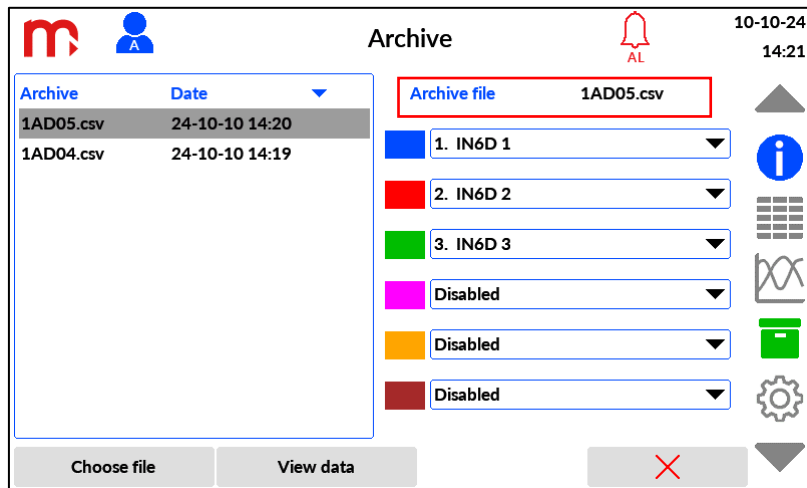 m
A
Archive
AL
10-10-24
14:21
Archive Date
1AD05.csv 24-10-10 14:20
1AD04.csv 24-10-10 14:19
Archive file 1AD05.csv
1. IN6D 1
2. IN6D 2
3. IN6D 3
Disabled
Disabled
Disabled
i
Choose file
View data